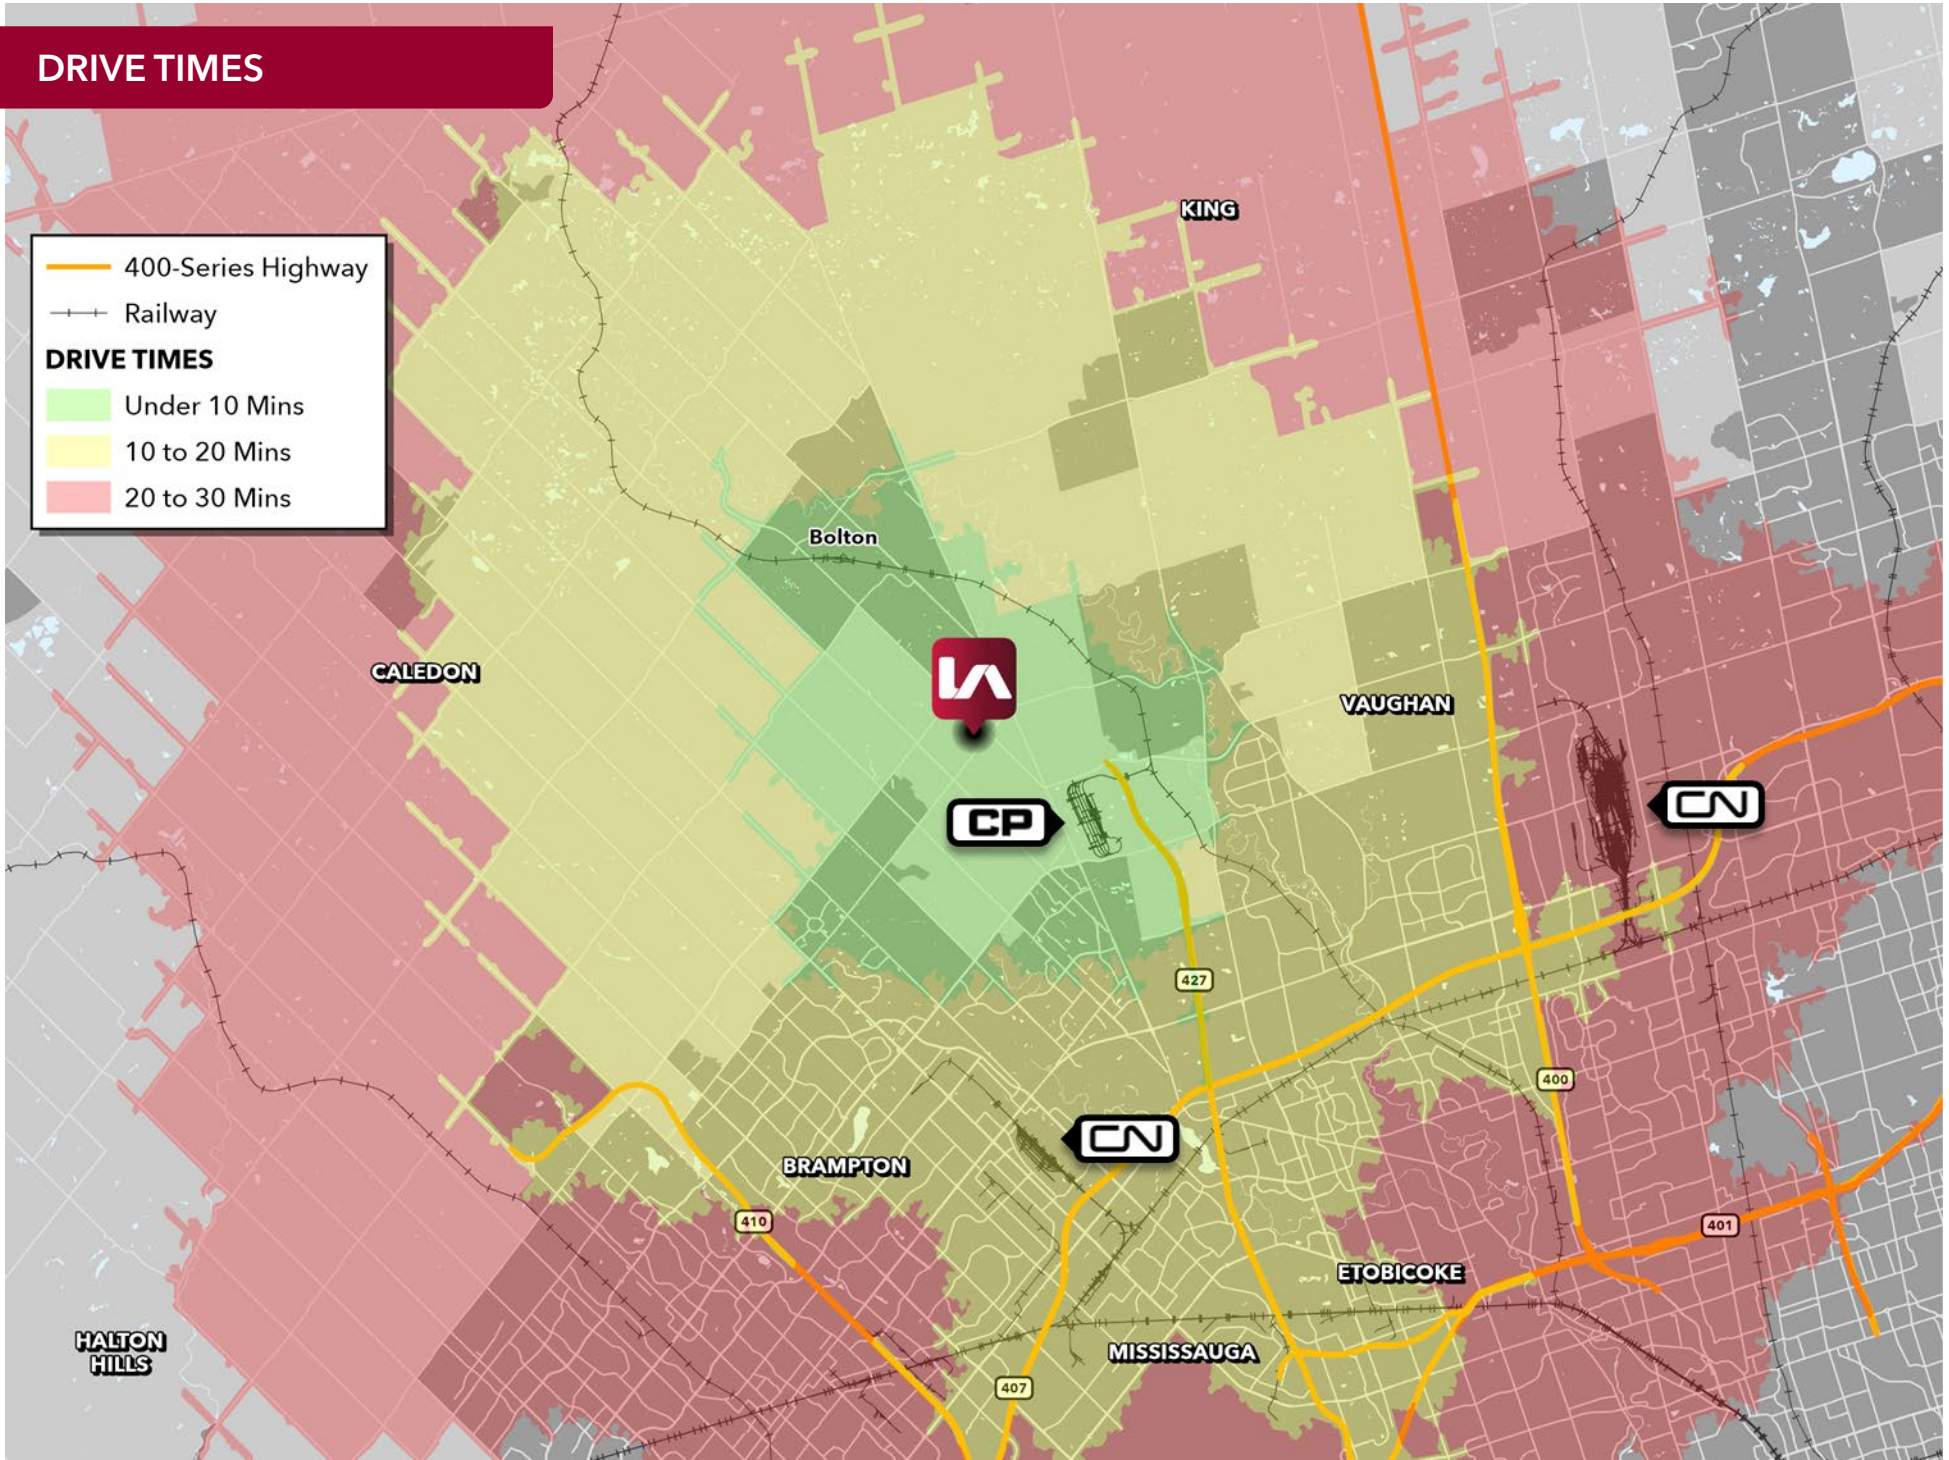 DRIVE TIMES
KING
400-Series Highway
Railway
DRIVE TIMES
Under 10 Mins
10 to 20 Mins
20 to 30 Mins
Bolton
CALEDON
LA
VAUGHAN
CP
CN
427
400
CN
BRAMPTON
410
401
ETOBICOKE
HALTON
HILLS
MISSISSAUGA
407